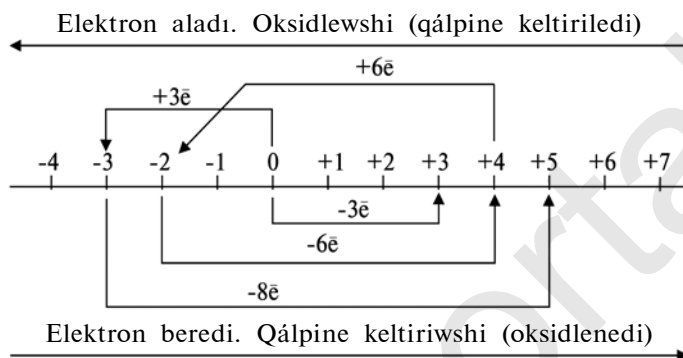 Elektron aladı. Oksidlewshi (qálpine keltiriledi)
+6ē
+3ē
-4 -3 -2 -1 0 +1 +2 +3 +4 +5 +6 +7
-3ē
-6ē
-8ē
Elektron beredi. Qálpine keltiriwshi (oksidlenedi)